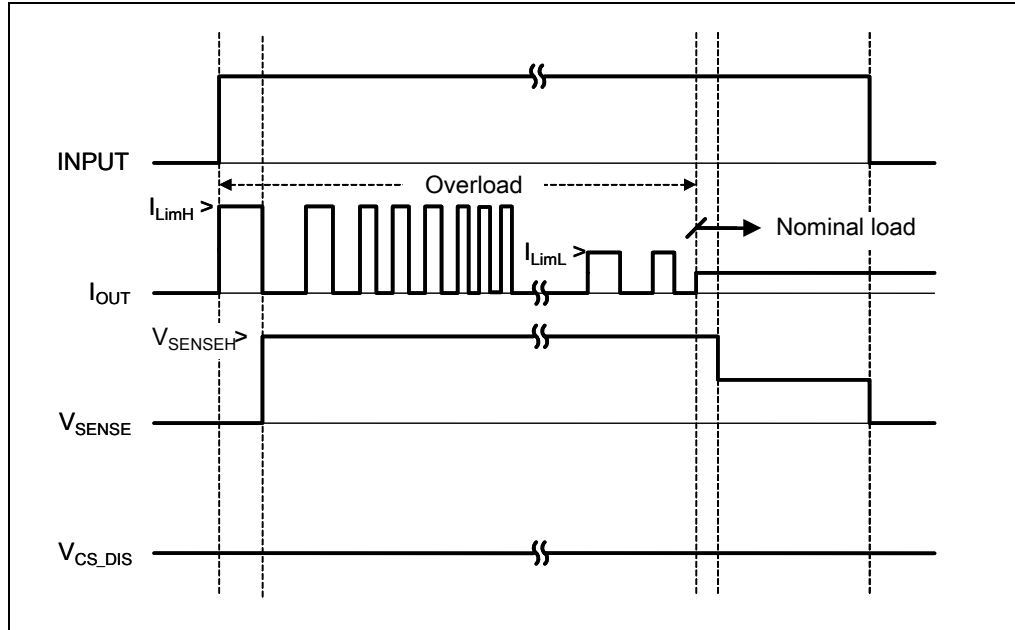 INPUT
Overload
I_LimH >
Nominal load
I_LimL >
I_OUT
V_SENSEH >
V_SENSE
V_CS_DIS